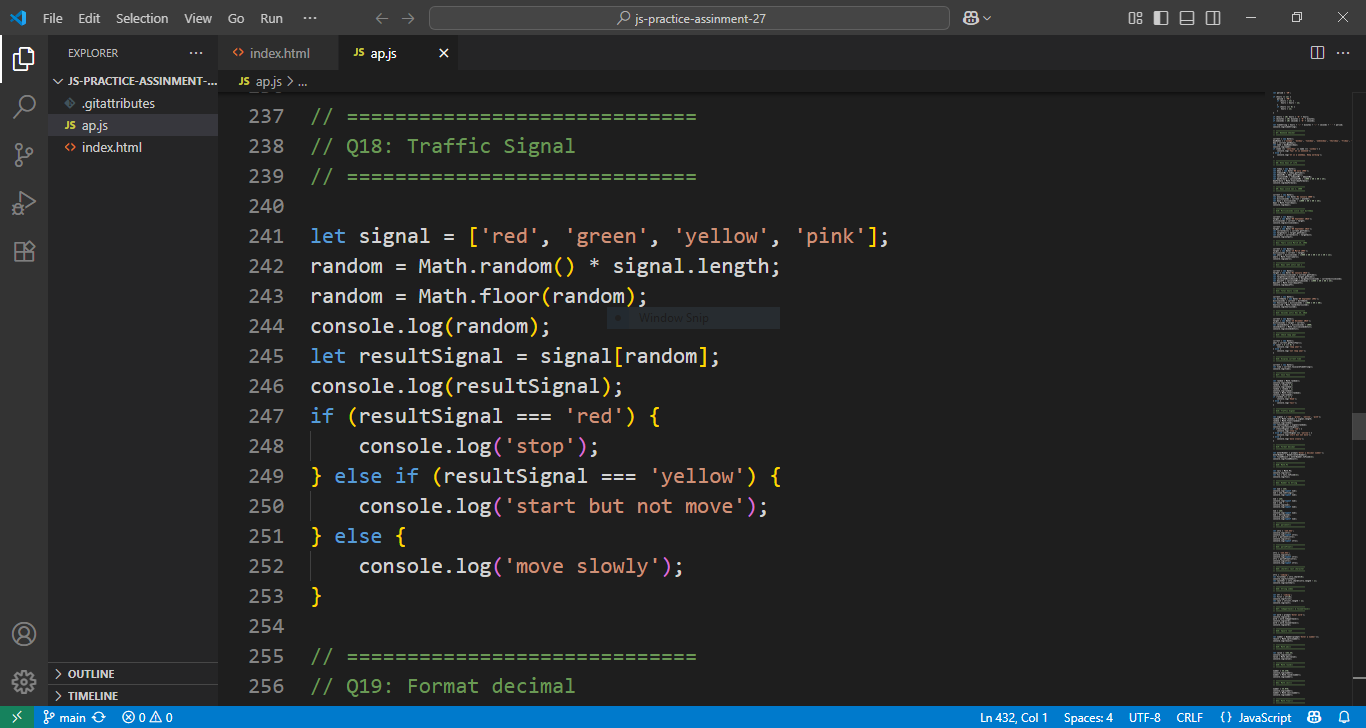 File Edit Selection View Go Run ··· js-practice-assinment-27
EXPLORER ···
JS-PRACTICE-ASSINMENT-...
.gitattributes
JS ap.js
<> index.html
OUTLINE
TIMELINE
<> index.html JS ap.js
JS ap.js > ...
237 // =============================
238 // Q18: Traffic Signal
239 // =============================
240
241 let signal = ['red', 'green', 'yellow', 'pink'];
242 random = Math.random() * signal.length;
243 random = Math.floor(random);
Window Snip
244 console.log(random);
245 let resultSignal = signal[random];
246 console.log(resultSignal);
247 if (resultSignal === 'red') {
248     console.log('stop');
249 } else if (resultSignal === 'yellow') {
250     console.log('start but not move');
251 } else {
252     console.log('move slowly');
253 }
254
255 // =============================
256 // Q19: Format decimal
main 0 0 Ln 432, Col 1 Spaces: 4 UTF-8 CRLF {} JavaScript